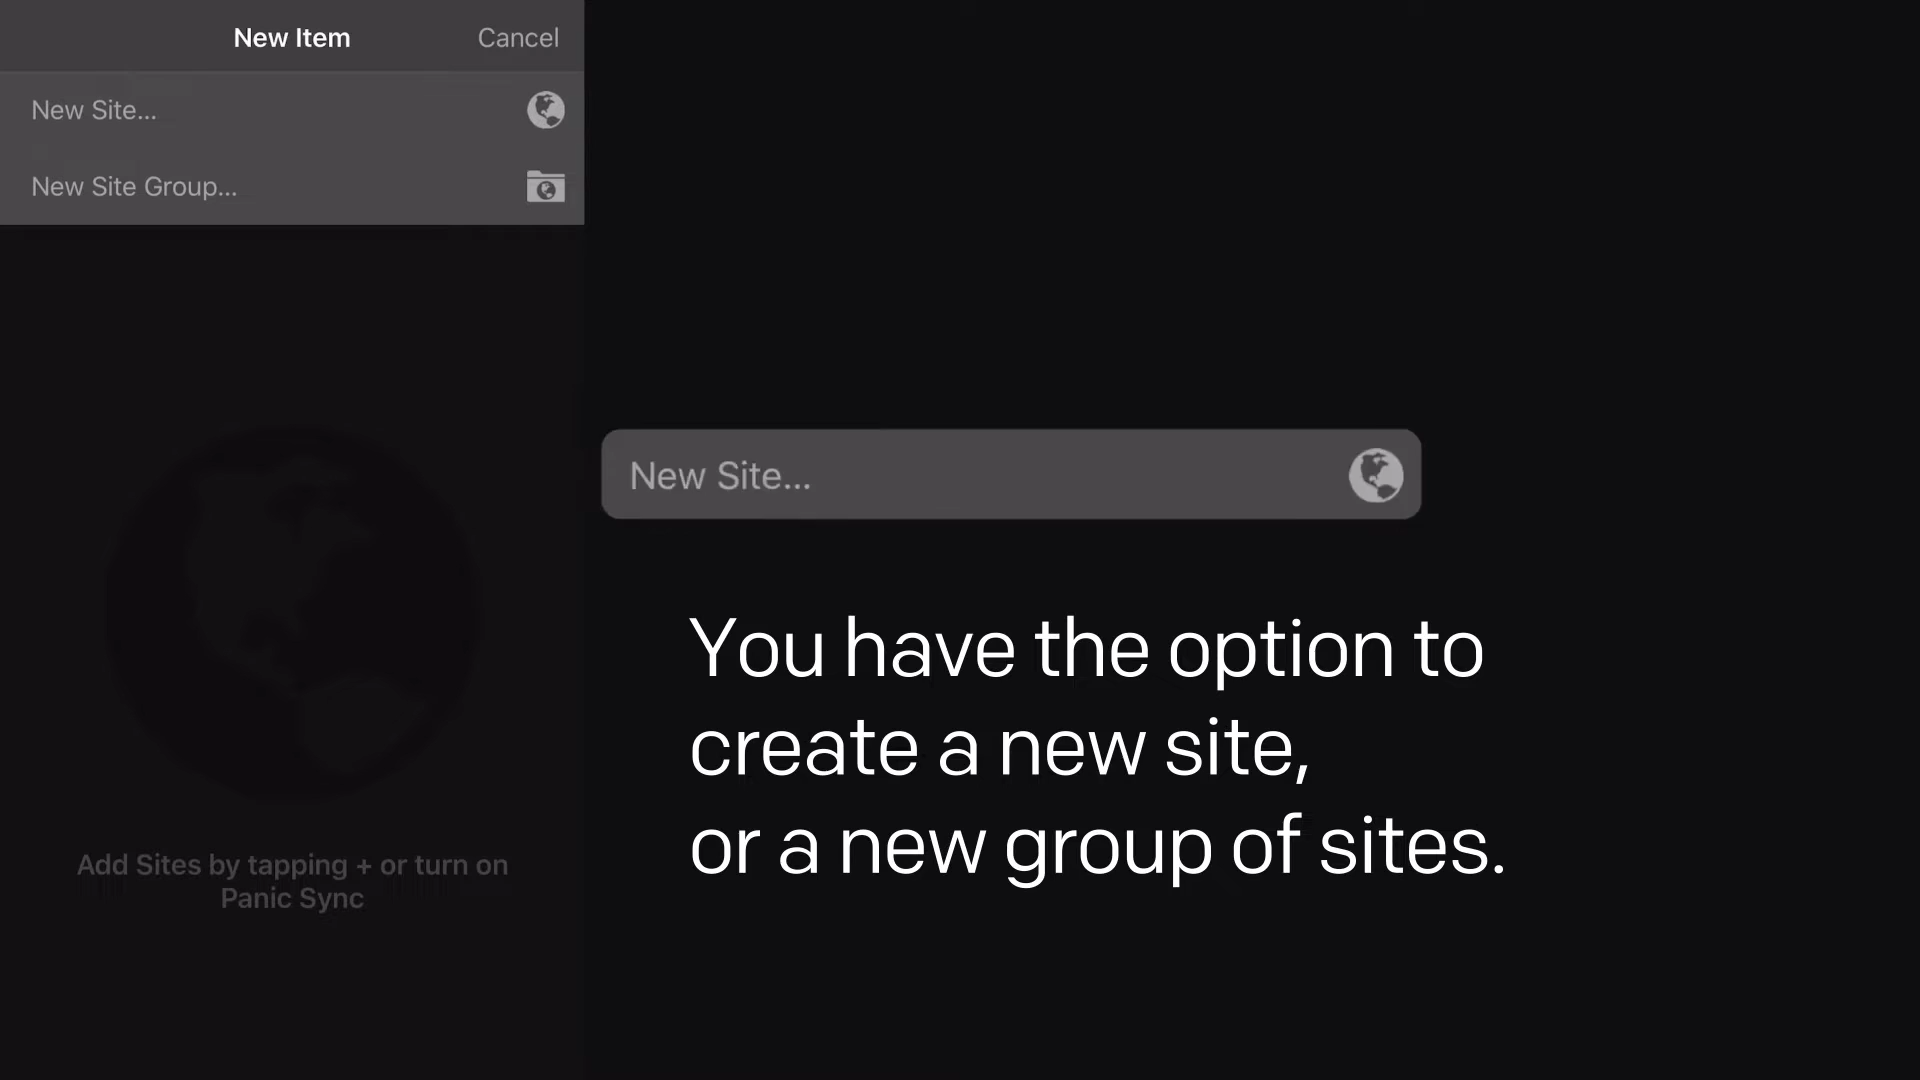 New Item
Cancel
New Site...
New Site Group...
Add Sites by tapping + or turn on
Panic Sync
New Site...
You have the option to
create a new site,
or a new group of sites.